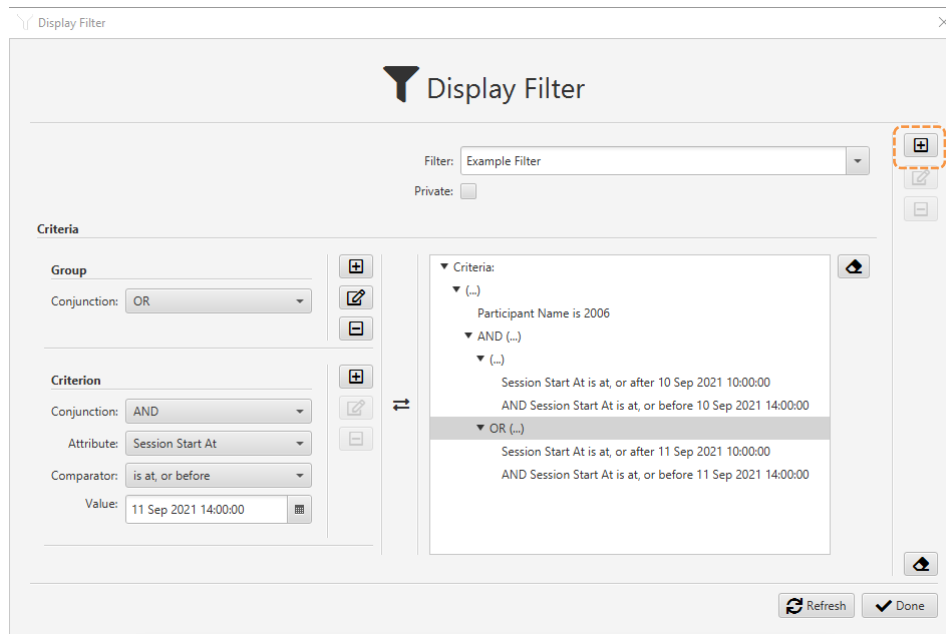 Display Filter
Display Filter
Filter: Example Filter
Private:
Criteria
Group
Conjunction: OR
Criterion
Conjunction: AND
Attribute: Session Start At
Comparator: is at, or before
Value: 11 Sep 2021 14:00:00
Criteria:
(...)
Participant Name is 2006
AND (...)
(...)
Session Start At is at, or after 10 Sep 2021 10:00:00
AND Session Start At is at, or before 10 Sep 2021 14:00:00
OR (...)
Session Start At is at, or after 11 Sep 2021 10:00:00
AND Session Start At is at, or before 11 Sep 2021 14:00:00
Refresh
Done